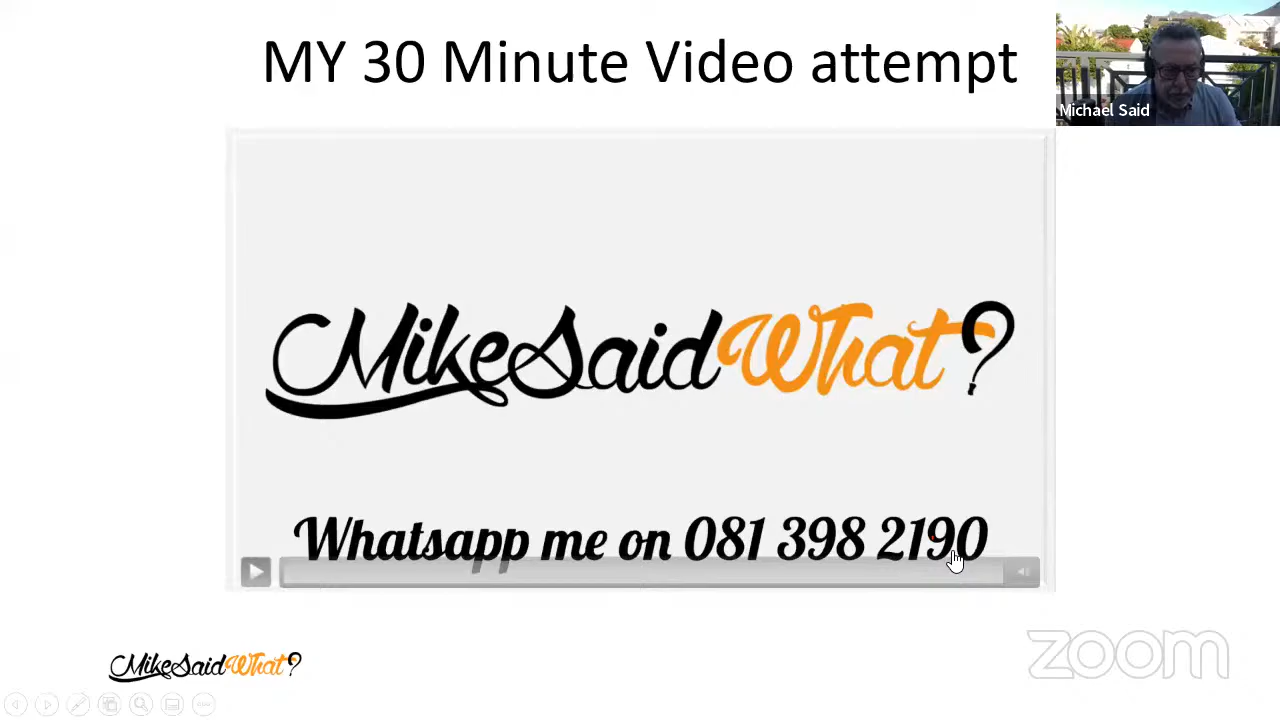 MY 30 Minute Video attempt
Michael Said
MikeSaidWhat?
Whatsapp me on 081 398 2190
MikeSaidWhat?
zoom